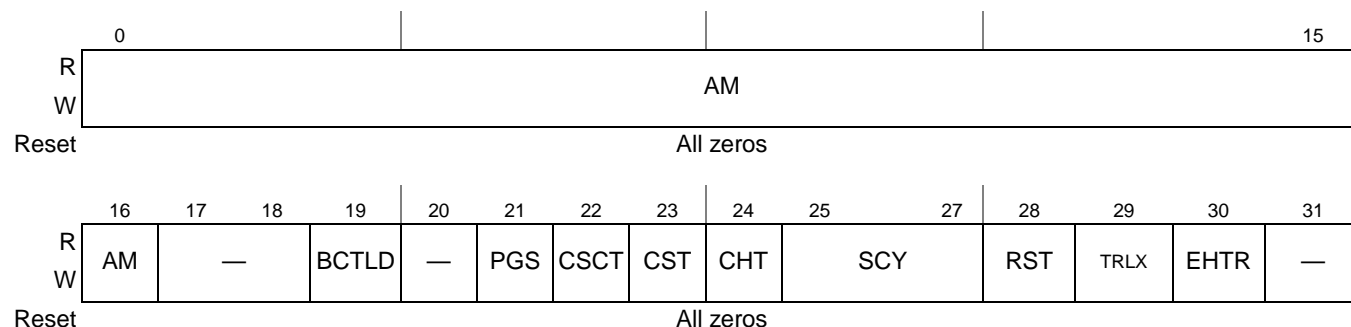 0 15
R
W
AM
Reset All zeros
16 17 18 19 20 21 22 23 24 25 27 28 29 30 31
R
W
AM — BCTLD — PGS CSCT CST CHT SCY RST TRLX EHTR —
Reset All zeros